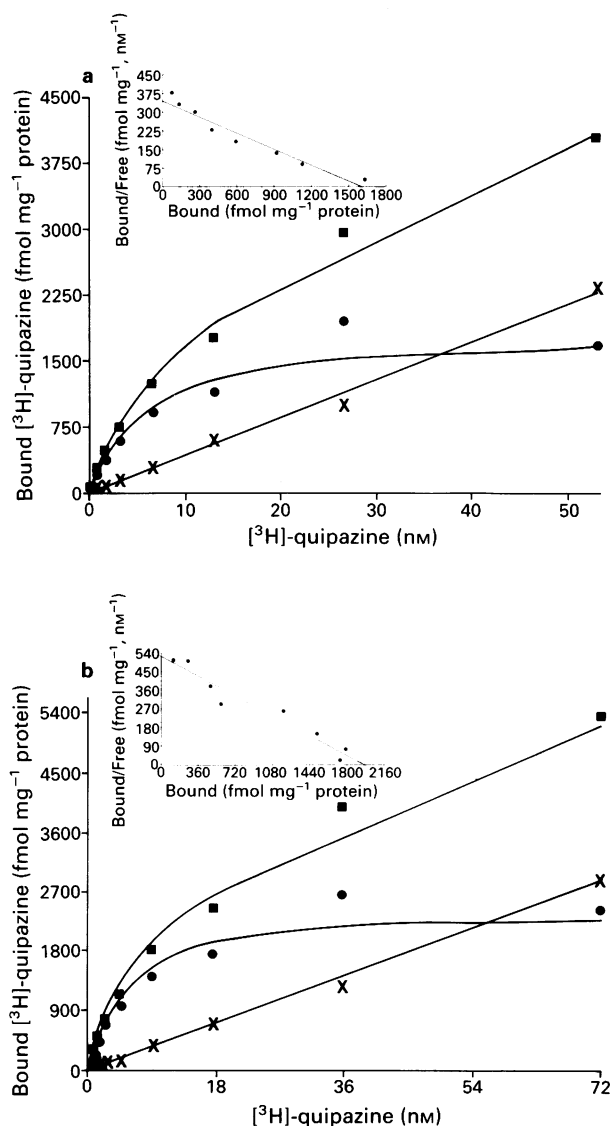 a
Bound/Free (fmol mg⁻¹, nM⁻¹)
450
375
300
225
150
75
0
0 300 600 900 1200 1500 1800
Bound (fmol mg⁻¹ protein)
Bound [³H]-quipazine (fmol mg⁻¹ protein)
4500
3750
3000
2250
1500
750
0
0 10 20 30 40 50
[³H]-quipazine (nM)
b
Bound/Free (fmol mg⁻¹, nM⁻¹)
540
450
360
270
180
90
0
0 360 720 1080 1440 1800 2160
Bound (fmol mg⁻¹ protein)
Bound [³H]-quipazine (fmol mg⁻¹ protein)
5400
4500
3600
2700
1800
900
0
0 18 36 54 72
[³H]-quipazine (nM)